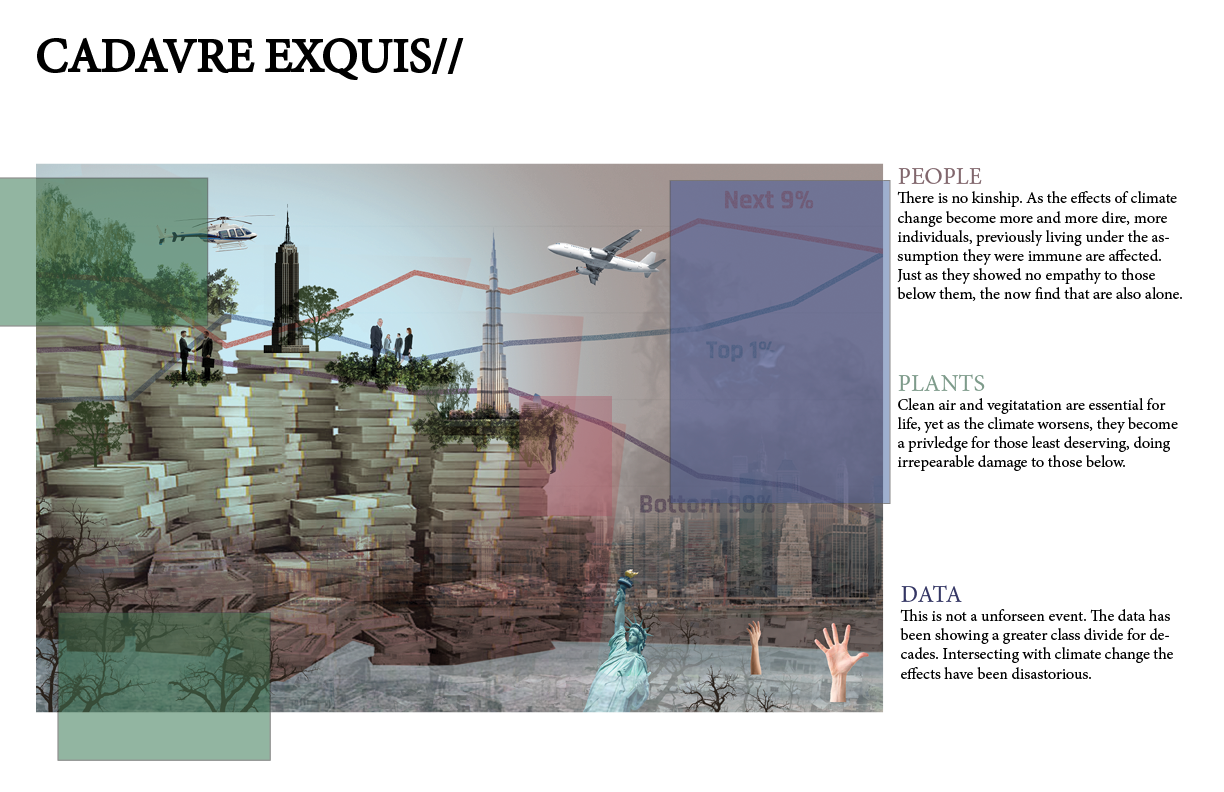 CADAVRE EXQUIS//
Next 9%
Top 1%
Bottom 90%
PEOPLE
There is no kinship. As the effects of climate
change become more and more dire, more
individuals, previously living under the as-
sumption they were immune are affected.
Just as they showed no empathy to those
below them, the now find that are also alone.
PLANTS
Clean air and vegitatation are essential for
life, yet as the climate worsens, they become
a privledge for those least deserving, doing
irrepearable damage to those below.
DATA
This is not a unforseen event. The data has
been showing a greater class divide for de-
cades. Intersecting with climate change the
effects have been disastorious.